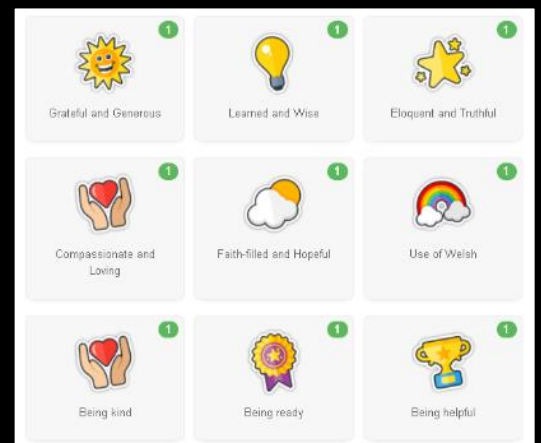 1
1
1
Grateful and Generous
Learned and Wise
Eloquent and Truthful
1
1
1
Compassionate and
Loving
Faith-filled and Hopeful
Use of Welsh
1
1
1
Being kind
Being ready
Being helpful